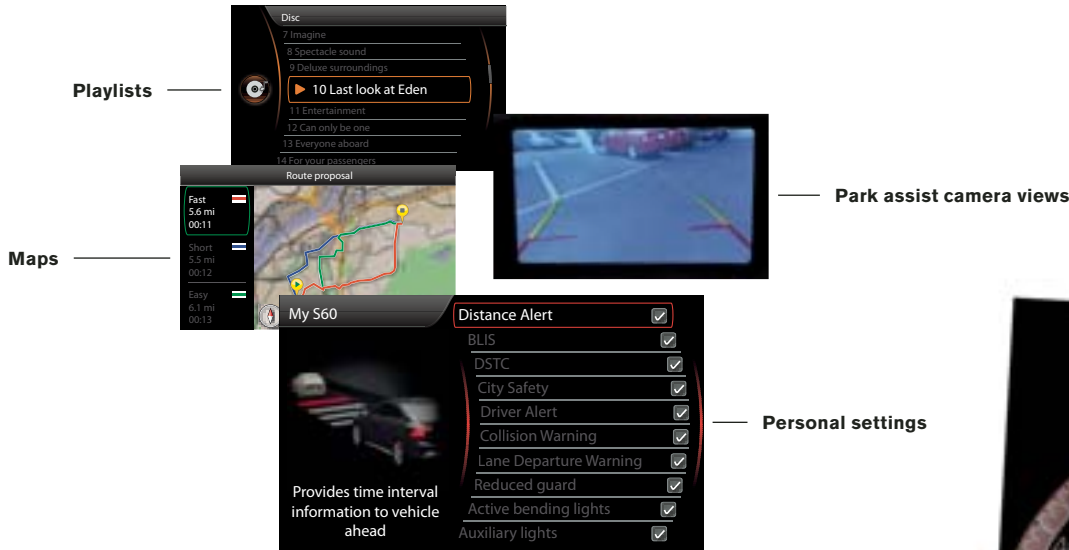 Disc
7 Imagine
8 Spectacle sound
9 Deluxe surroundings
10 Last look at Eden
11 Entertainment
12 Can only be one
13 Everyone aboard
14 For your passengers
Playlists
Route proposal
Fast
5.6 mi
00:11
Short
5.5 mi
00:12
Easy
6.1 mi
00:13
Maps
Park assist camera views
My S60
Distance Alert
BLIS
DSTC
City Safety
Driver Alert
Collision Warning
Lane Departure Warning
Reduced guard
Active bending lights
Auxiliary lights
Provides time interval
information to vehicle
ahead
Personal settings